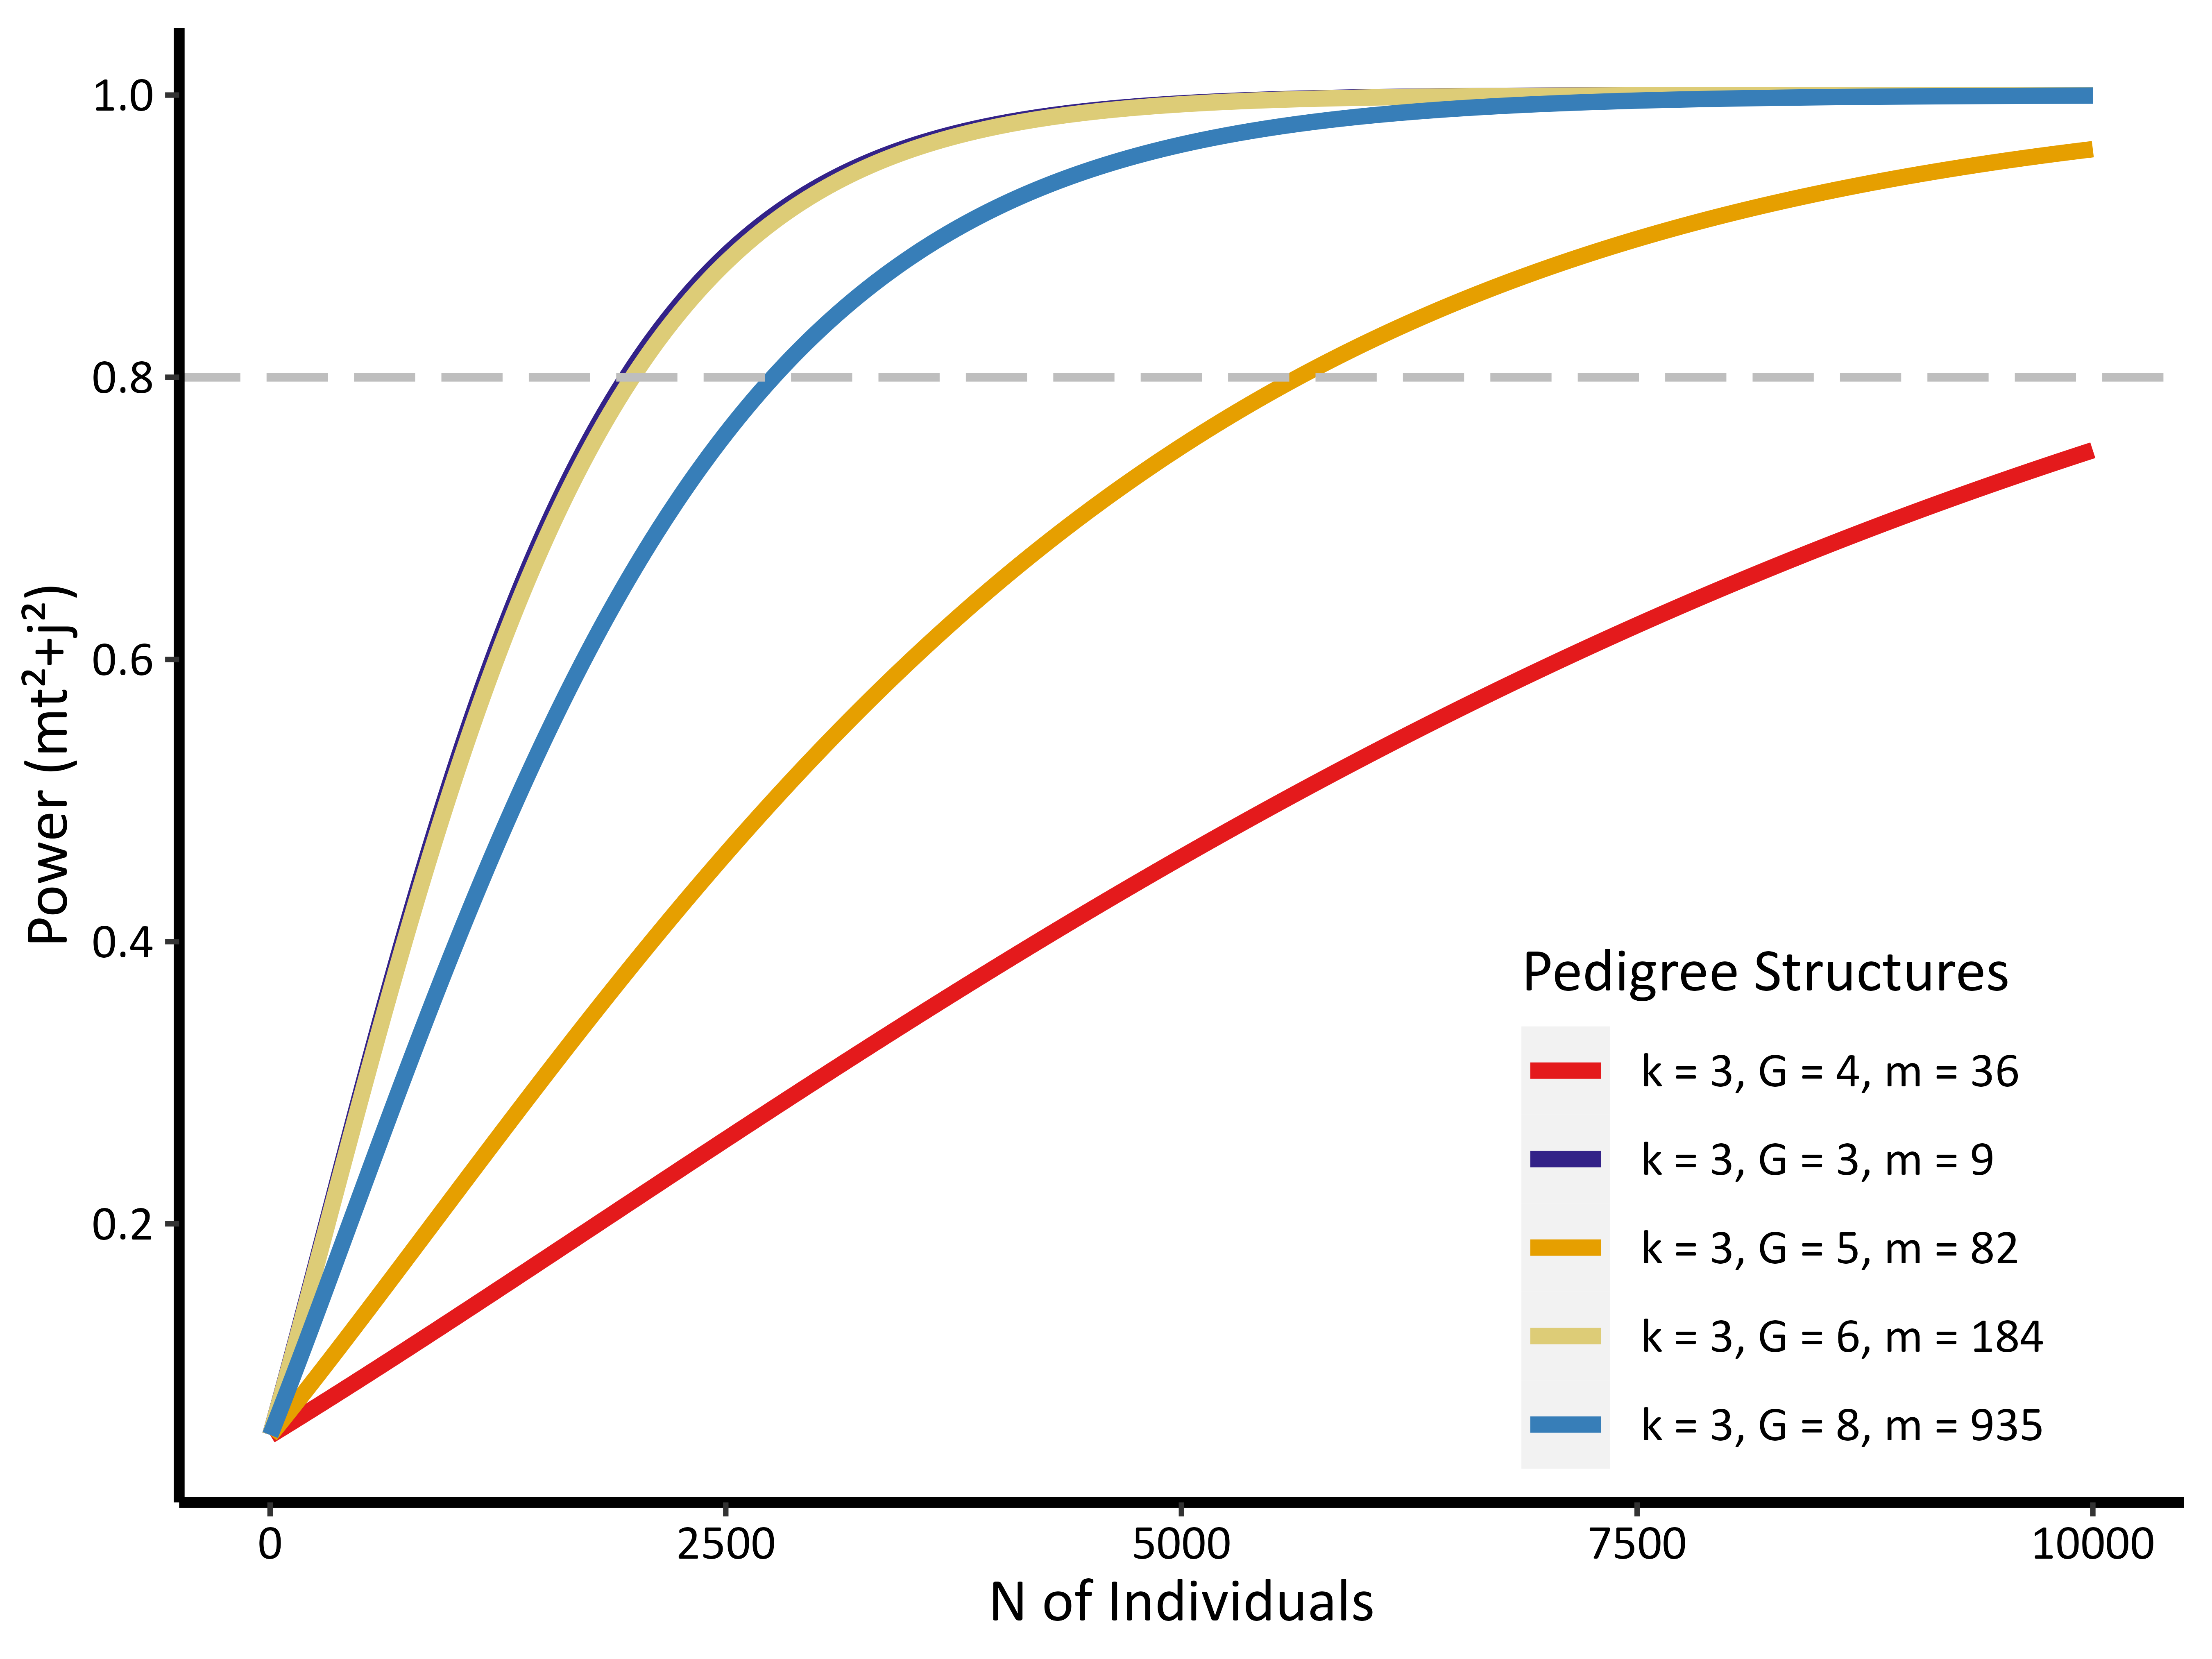 Power (mt²+j²)
1.0
0.8
0.6
0.4
0.2
0
2500
5000
7500
10000
N of Individuals
Pedigree Structures
k = 3, G = 4, m = 36
k = 3, G = 3, m = 9
k = 3, G = 5, m = 82
k = 3, G = 6, m = 184
k = 3, G = 8, m = 935